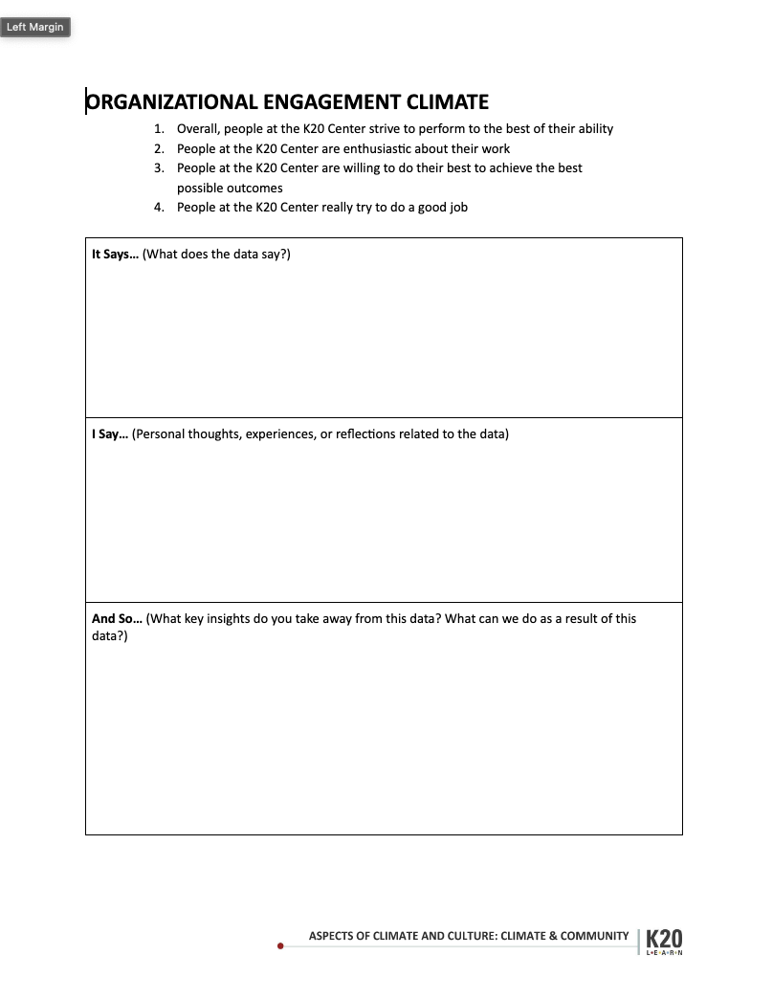 Left Margin
ORGANIZATIONAL ENGAGEMENT CLIMATE
1. Overall, people at the K20 Center strive to perform to the best of their ability
2. People at the K20 Center are enthusiastic about their work
3. People at the K20 Center are willing to do their best to achieve the best
possible outcomes
4. People at the K20 Center really try to do a good job
It Says... (What does the data say?)
I Say... (Personal thoughts, experiences, or reflections related to the data)
And So... (What key insights do you take away from this data? What can we do as a result of this
data?)
ASPECTS OF CLIMATE AND CULTURE: CLIMATE & COMMUNITY
K20
L•E•A•R•N